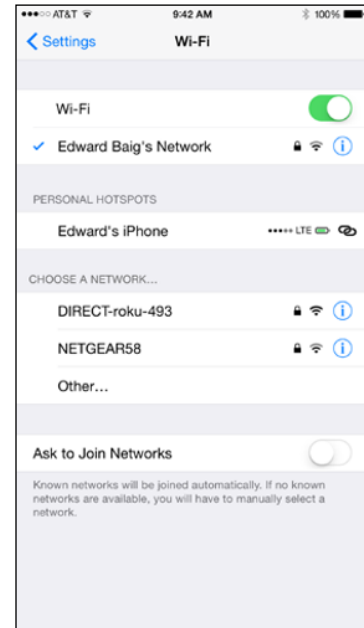 AT&T 9:42 AM 100%
Settings Wi-Fi
Wi-Fi
Edward Baig's Network
PERSONAL HOTSPOTS
Edward's iPhone LTE
CHOOSE A NETWORK...
DIRECT-roku-493
NETGEAR58
Other...
Ask to Join Networks
Known networks will be joined automatically. If no known
networks are available, you will have to manually select a
network.